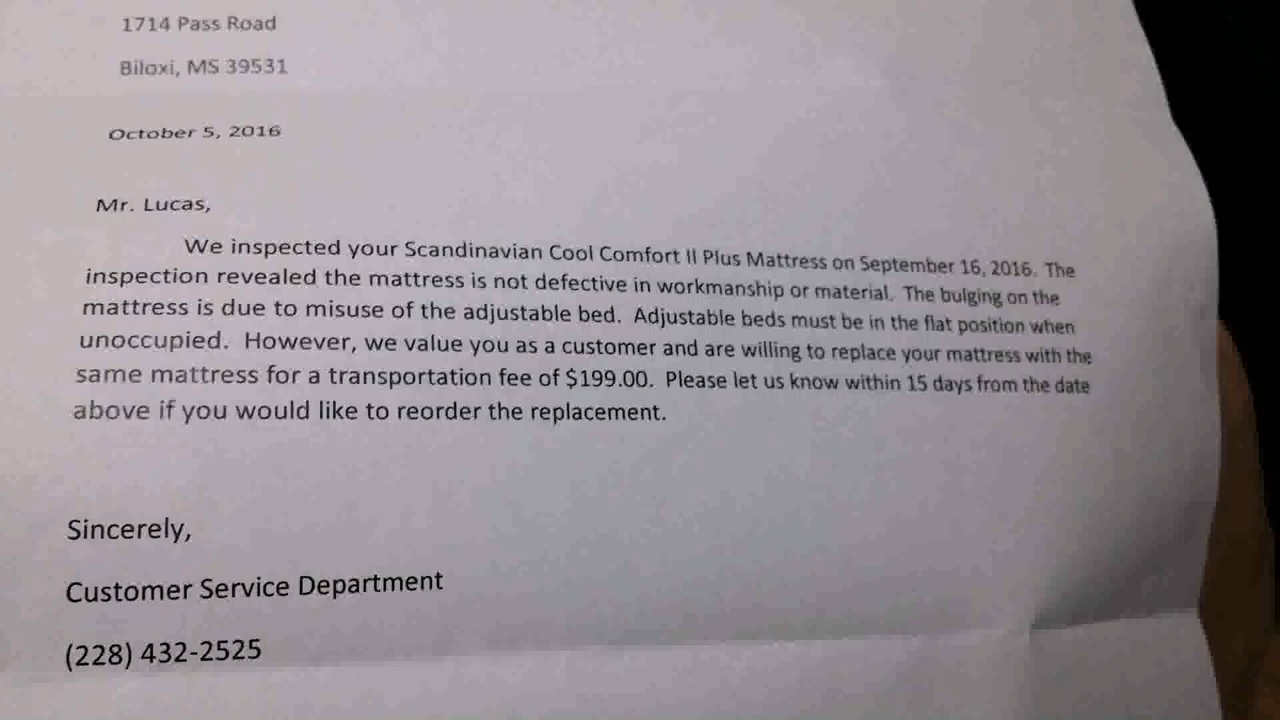 1714 Pass Road
Biloxi, MS 39531
October 5, 2016
Mr. Lucas,
We inspected your Scandinavian Cool Comfort II Plus Mattress on September 16, 2016. The
inspection revealed the mattress is not defective in workmanship or material. The bulging on the
mattress is due to misuse of the adjustable bed. Adjustable beds must be in the flat position when
unoccupied. However, we value you as a customer and are willing to replace your mattress with the
same mattress for a transportation fee of $199.00. Please let us know within 15 days from the date
above if you would like to reorder the replacement.
Sincerely,
Customer Service Department
(228) 432-2525